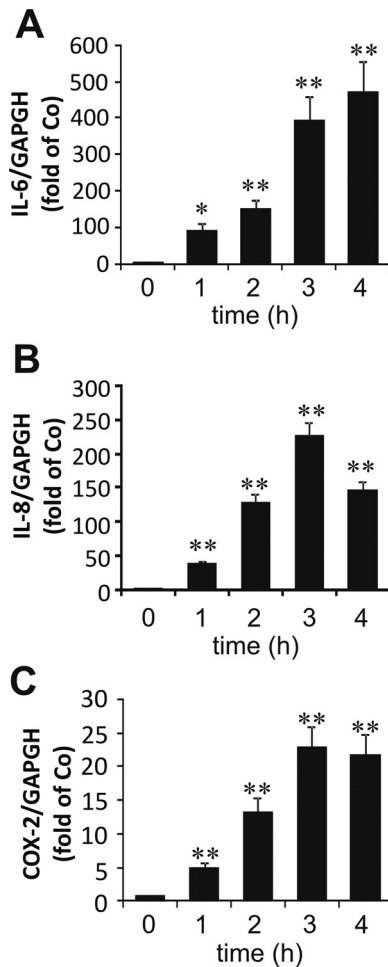 A
IL-6/GAPGH
(fold of Co)
600
500
400
300
200
100
0
* ** ** **
0 1 2 3 4
time (h)
B
IL-8/GAPGH
(fold of Co)
300
250
200
150
100
50
0
** ** ** **
0 1 2 3 4
time (h)
C
COX-2/GAPGH
(fold of Co)
30
25
20
15
10
5
0
** ** ** **
0 1 2 3 4
time (h)